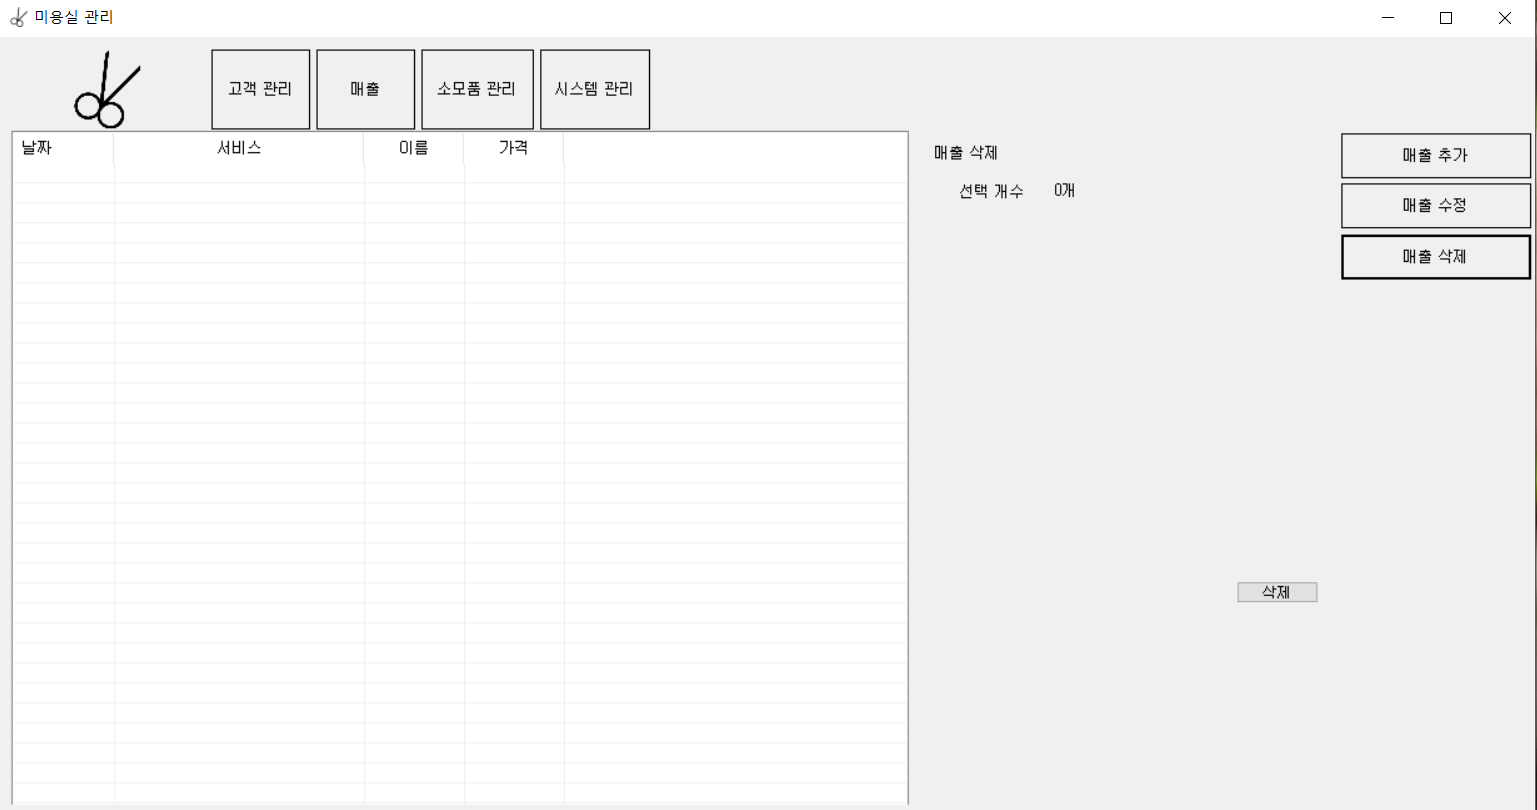 미용실 관리
고객 관리 매출 소모품 관리 시스템 관리
날짜 서비스 이름 가격
매출 삭제
선택 개수 0개
매출 추가
매출 수정
매출 삭제
삭제